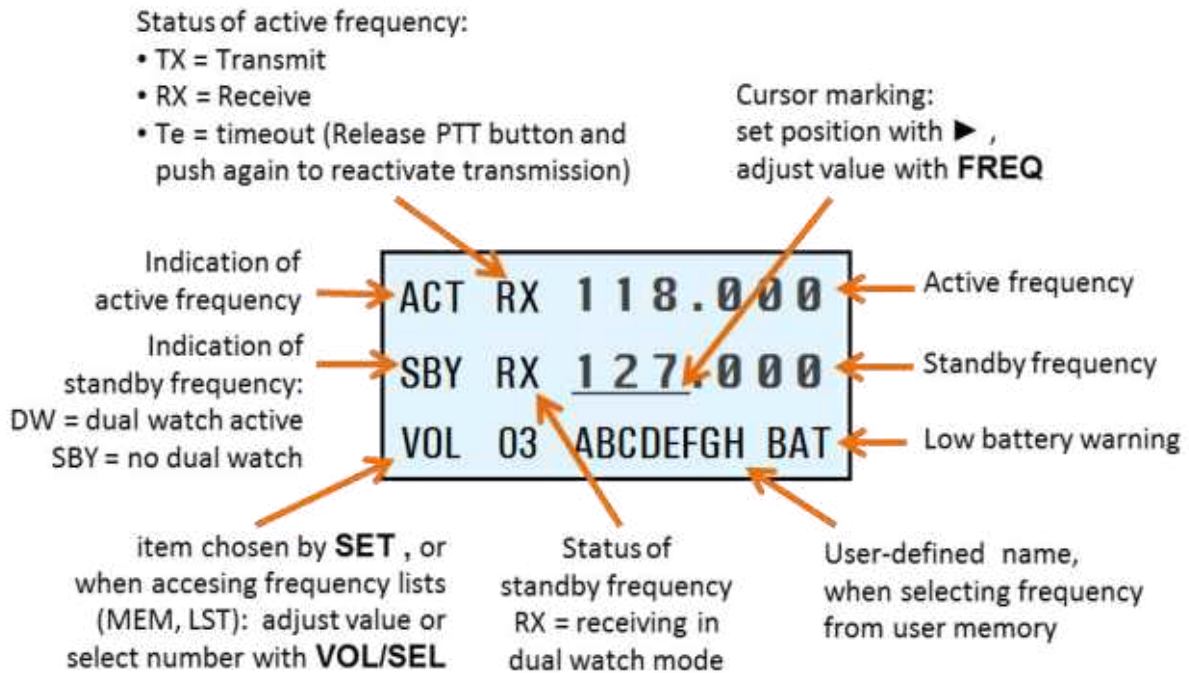 Status of active frequency:
• TX = Transmit
• RX = Receive
• Te = timeout (Release PTT button and
push again to reactivate transmission)
Cursor marking:
set position with ► ,
adjust value with FREQ
Indication of
active frequency
ACT RX 118.000
Active frequency
Indication of
standby frequency:
DW = dual watch active
SBY = no dual watch
SBY RX 127.000
Standby frequency
VOL 03 ABCDEFGH BAT
Low battery warning
item chosen by SET , or
when accesing frequency lists
(MEM, LST): adjust value or
select number with VOL/SEL
Status of
standby frequency
RX = receiving in
dual watch mode
User-defined name,
when selecting frequency
from user memory